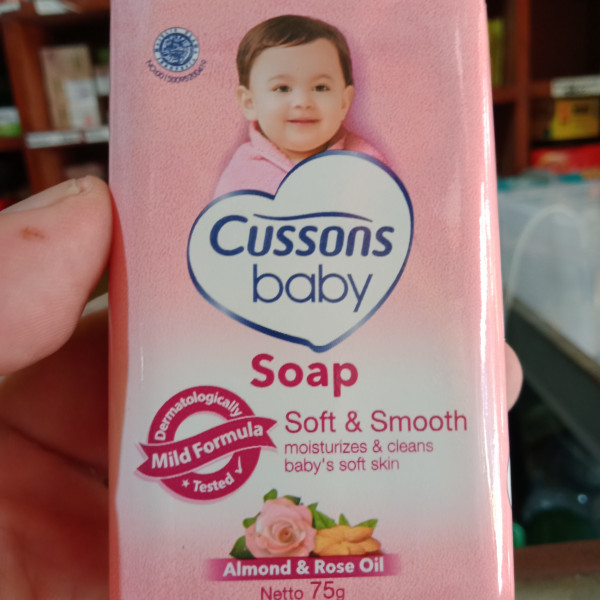 Cussons
baby
Soap
Dermatologically
Mild Formula
* Tested ✓
Soft & Smooth
moisturizes & cleans
baby's soft skin
Almond & Rose Oil
Netto 75g